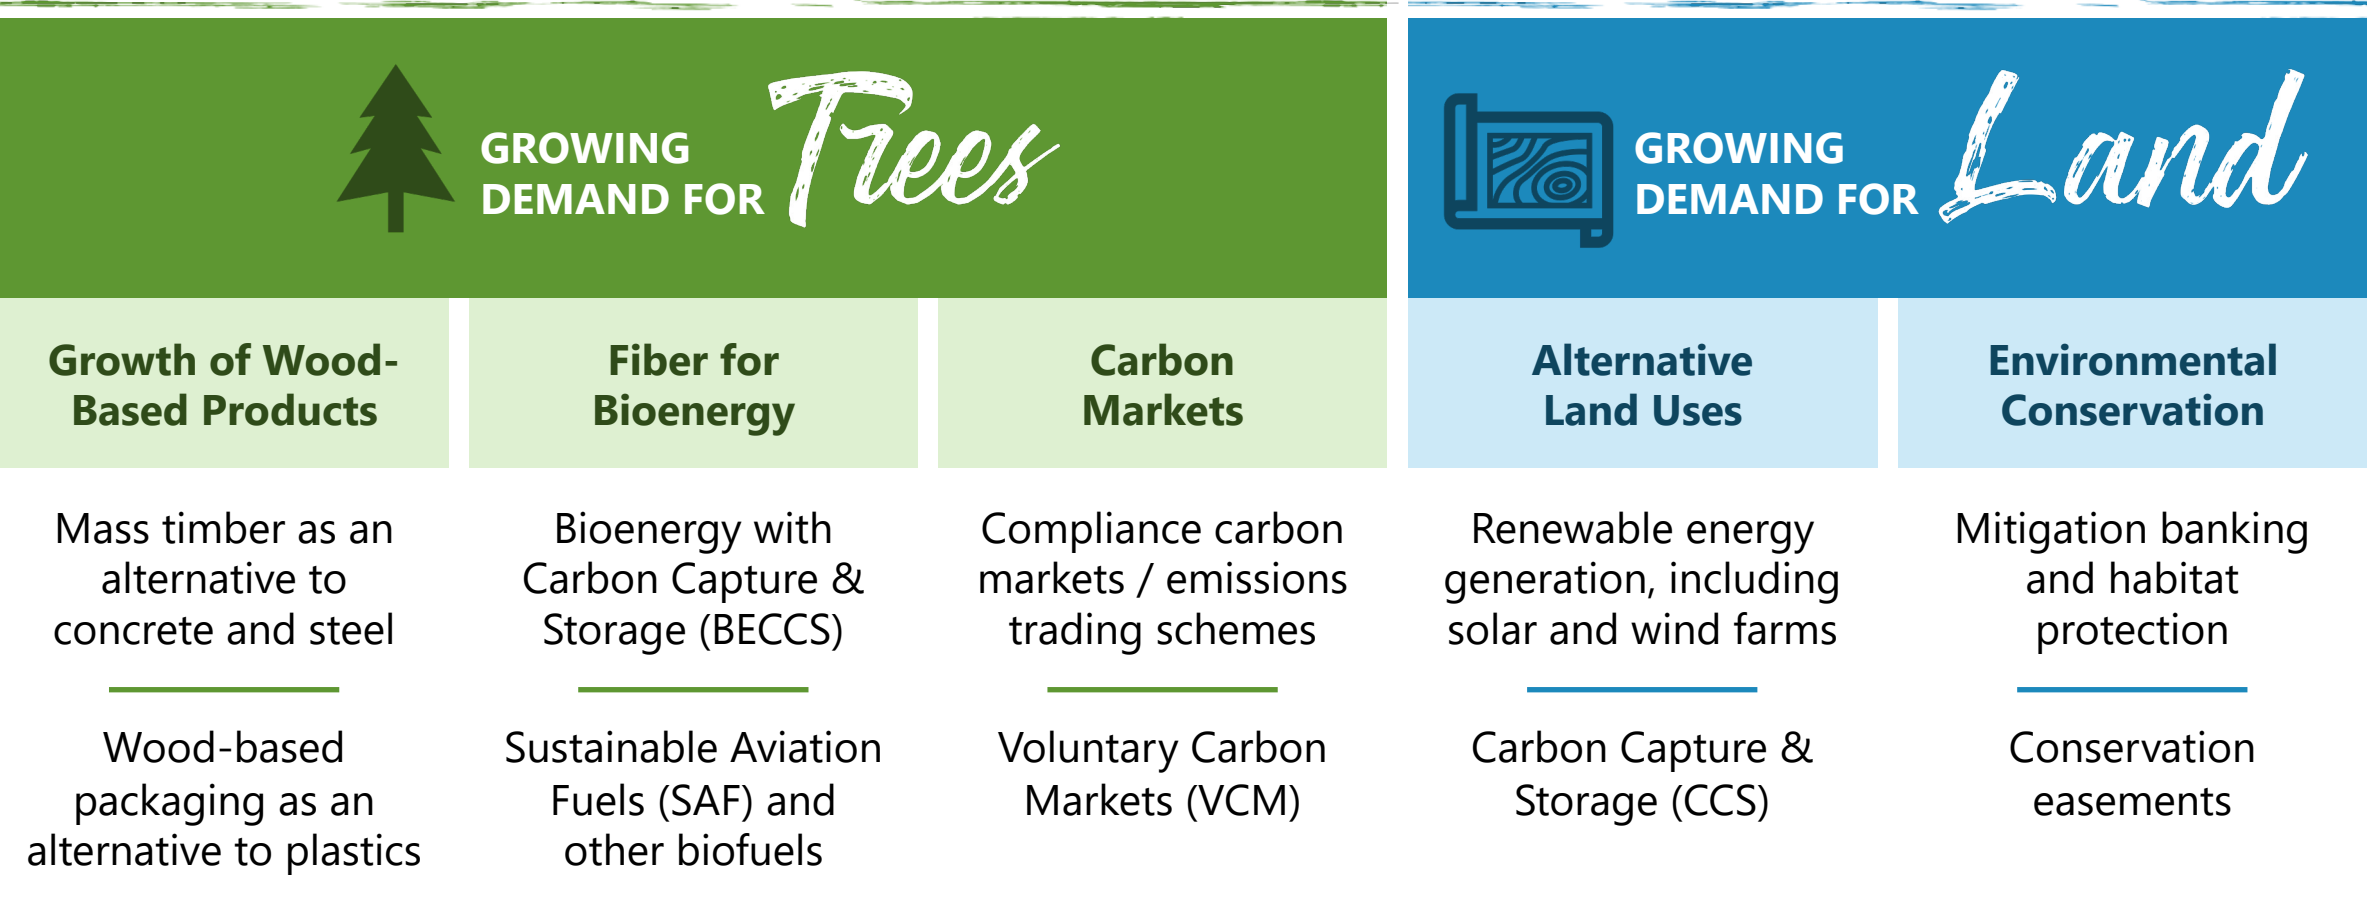 GROWING
DEMAND FOR Trees
GROWING
DEMAND FOR Land
Growth of Wood-
Based Products
Mass timber as an
alternative to
concrete and steel
Wood-based
packaging as an
alternative to plastics
Fiber for
Bioenergy
Bioenergy with
Carbon Capture &
Storage (BECCS)
Sustainable Aviation
Fuels (SAF) and
other biofuels
Carbon
Markets
Compliance carbon
markets / emissions
trading schemes
Voluntary Carbon
Markets (VCM)
Alternative
Land Uses
Renewable energy
generation, including
solar and wind farms
Carbon Capture &
Storage (CCS)
Environmental
Conservation
Mitigation banking
and habitat
protection
Conservation
easements